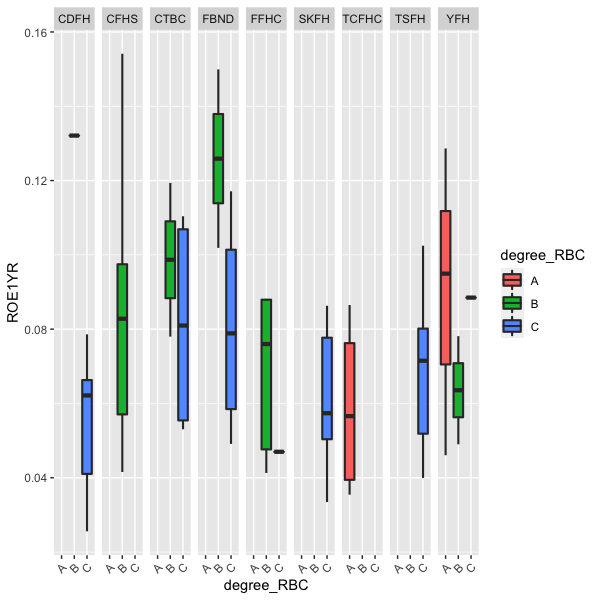 CDFH CFHS CTBC FBND FFHC SKFH TCFHC TSFH YFH
0.16
0.12
0.08
0.04
ROE1YR
A B C A B C A B C A B C A B C A B C A B C A B C A B C
degree_RBC
degree_RBC
A
B
C